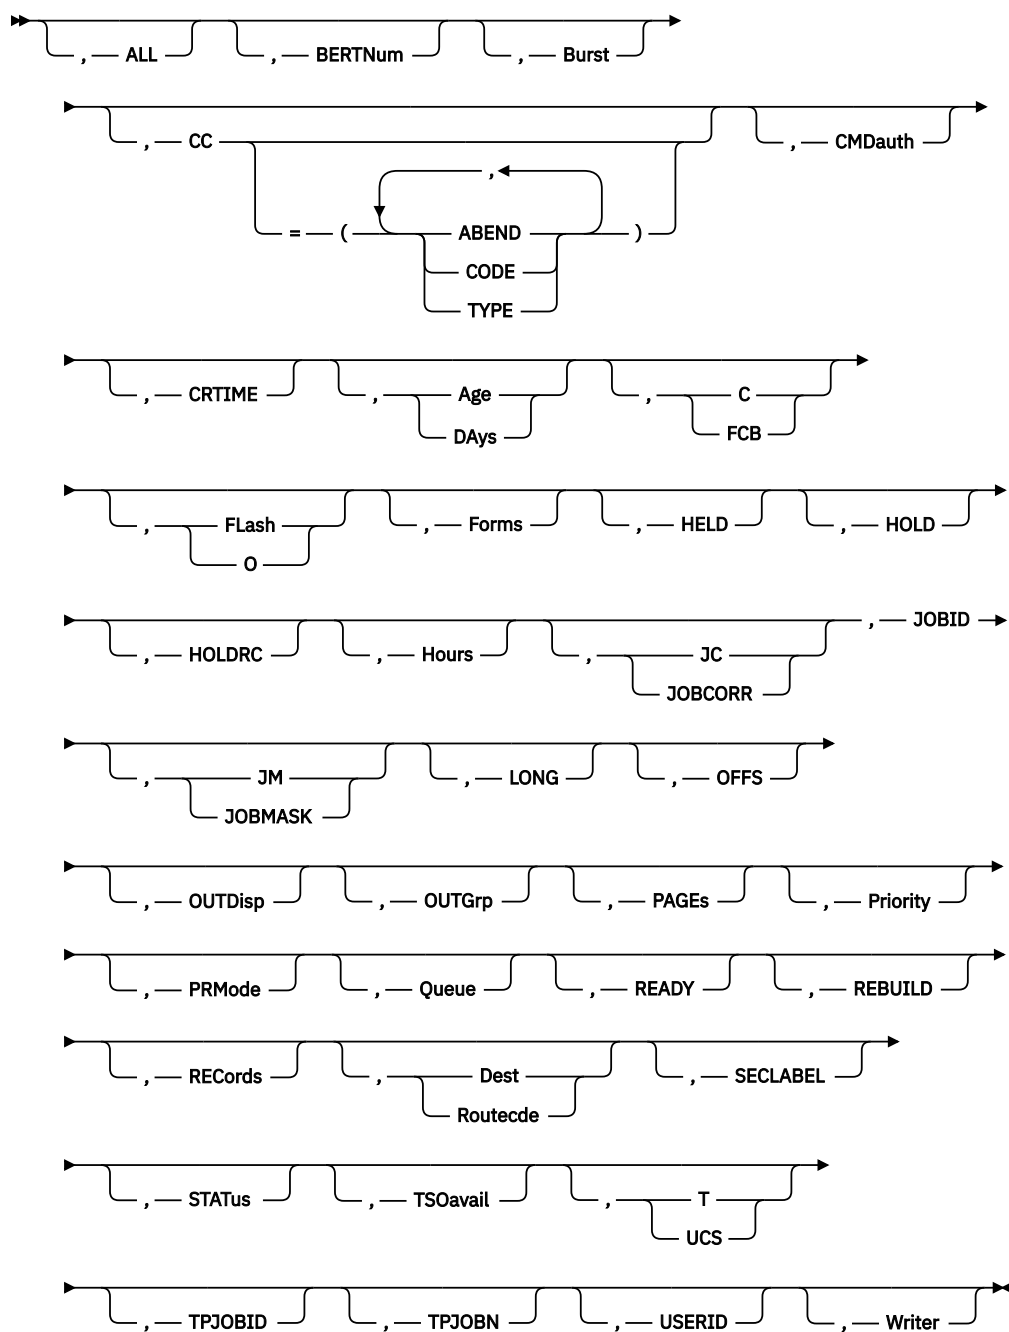 , ALL , BERTNum , Burst
, CC , CMDauth
,
= ( ABEND )
CODE
TYPE
, CRTIME , Age , C
DAys FCB
, FLash , Forms , HELD , HOLD
O
, JOBID
, HOLDRC , Hours , JC
JOBCORR
, JM , LONG , OFFS
JOBMASK
, OUTDisp , OUTGrp , PAGEs , Priority
, PRMode , Queue , READY , REBUILD
, RECords , Dest , SECLABEL
Routecde
, STATus , TSOavail , T
UCS
, TPJOBID , TPJOBN , USERID , Writer